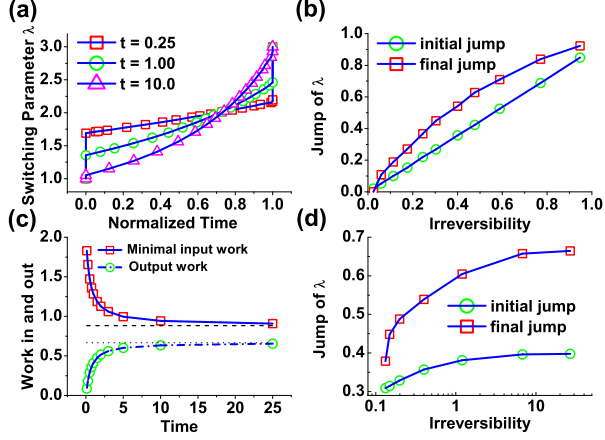 (a)
Switching Parameter λ
3.0
2.5
2.0
1.5
1.0
t = 0.25
t = 1.00
t = 10.0
0.0 0.2 0.4 0.6 0.8 1.0
Normalized Time
(b)
Jump of λ
1.0
0.8
0.6
0.4
0.2
0.0
initial jump
final jump
0.0 0.2 0.4 0.6 0.8 1.0
Irreversibility
(c)
Work in and out
2.0
1.5
1.0
0.5
0.0
Minimal input work
Output work
0 5 10 15 20 25
Time
(d)
Jump of λ
0.7
0.6
0.5
0.4
0.3
initial jump
final jump
0.1 1 10
Irreversibility